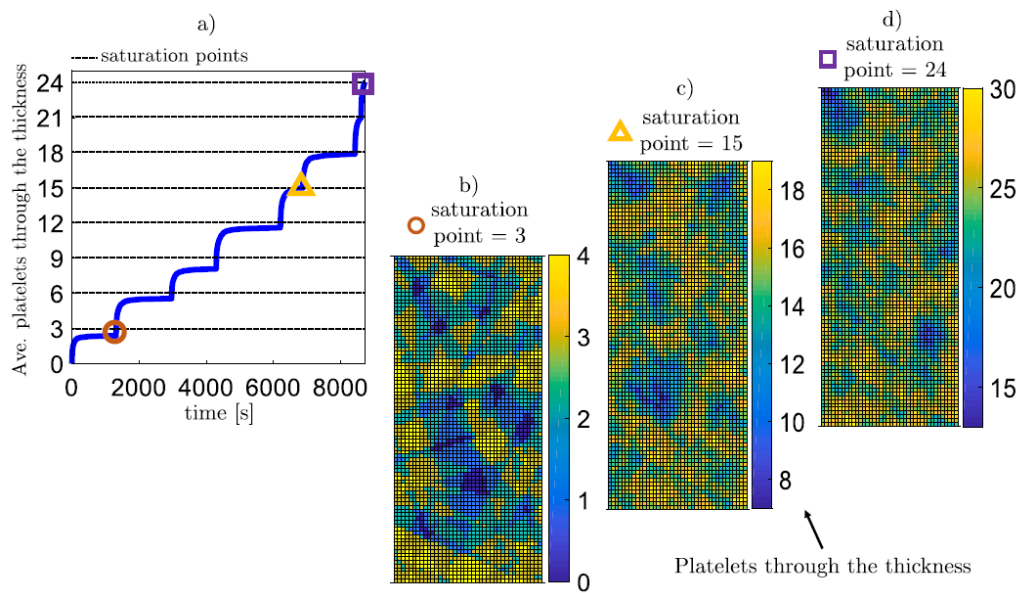 a)
saturation points
Ave. platelets through the thickness
24
21
18
15
12
9
6
3
0
0 2000 4000 6000 8000
time [s]
b)
saturation
point = 3
4
3
2
1
0
c)
saturation
point = 15
18
16
14
12
10
8
d)
saturation
point = 24
30
25
20
15
Platelets through the thickness